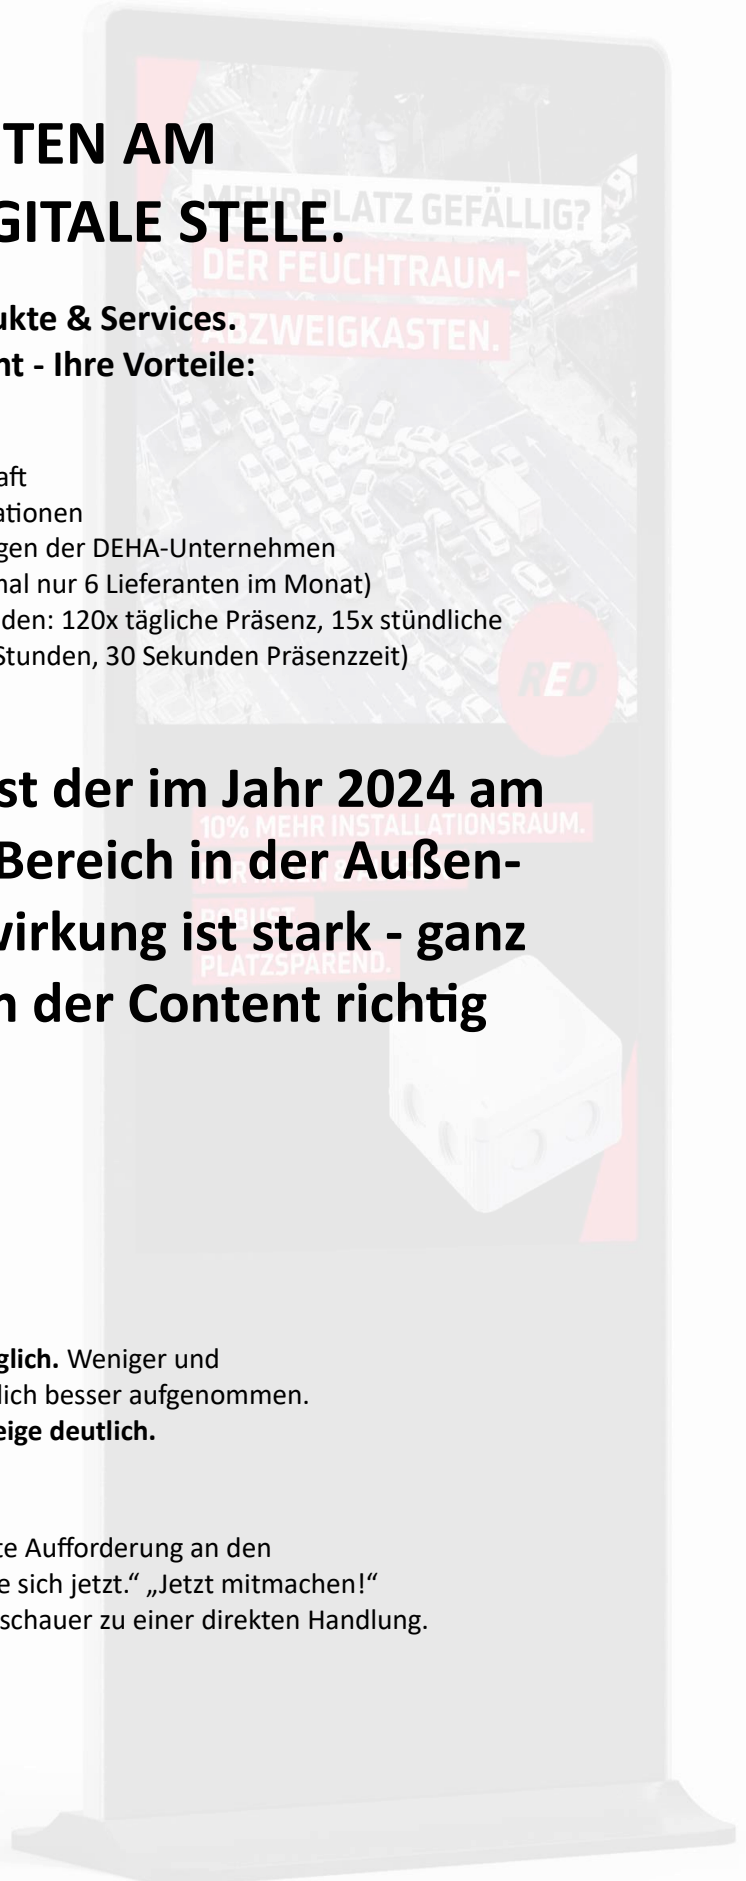 TEN AM
GITALE STELE.
MEHR PLATZ GEFÄLLIG?
DER FEUCHTRAUM-
ABZWEIGKASTEN.
ukte & Services.
nt - Ihre Vorteile:
aft
ationen
gen der DEHA-Unternehmen
nal nur 6 Lieferanten im Monat)
den: 120x tägliche Präsenz, 15x stündliche
Stunden, 30 Sekunden Präsenzzeit)
RED
st der im Jahr 2024 am
Bereich in der Außen-
wirkung ist stark - ganz
n der Content richtig
10% MEHR INSTALLATIONSRAUM.
ROBUST.
PLATZSPAREND.
glich. Weniger und
lich besser aufgenommen.
eige deutlich.
te Aufforderung an den
e sich jetzt.“ „Jetzt mitmachen!“
schauer zu einer direkten Handlung.